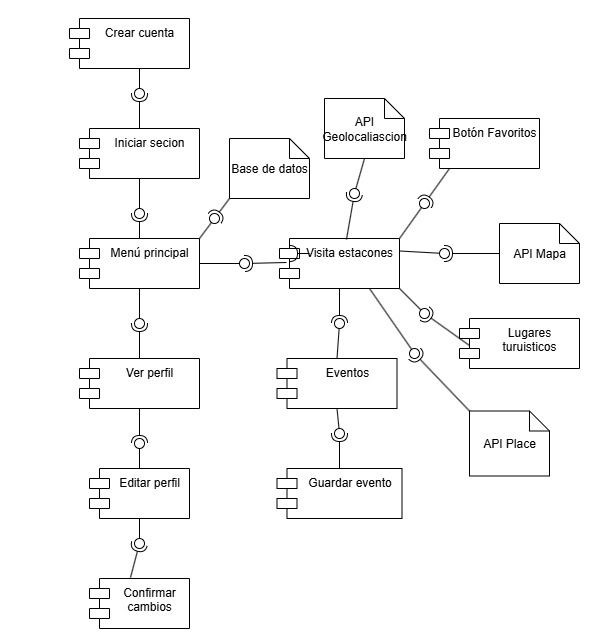 Crear cuenta
API
Geolocaliascion
Botón Favoritos
Iniciar secion
Base de datos
Menú principal
Visita estacones
API Mapa
Lugares
turuisticos
Ver perfil
Eventos
API Place
Editar perfil
Guardar evento
Confirmar
cambios